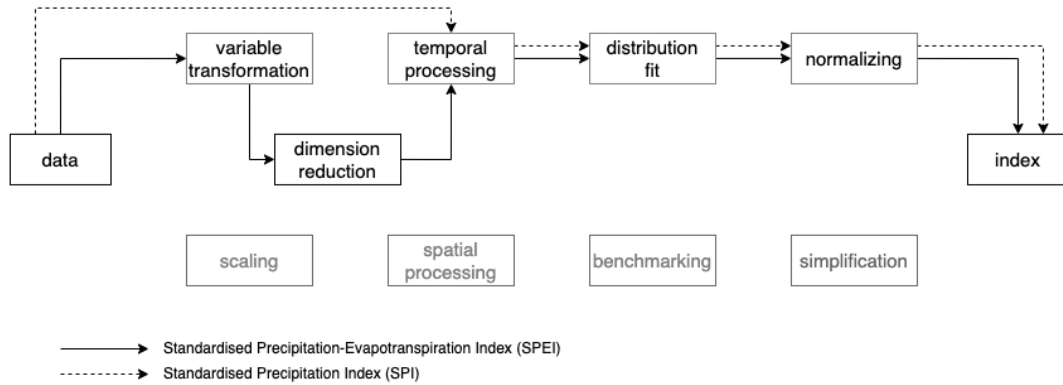 variable
transformation
temporal
processing
distribution
fit
normalizing
data
dimension
reduction
index
scaling
spatial
processing
benchmarking
simplification
Standardised Precipitation-Evapotranspiration Index (SPEI)
Standardised Precipitation Index (SPI)